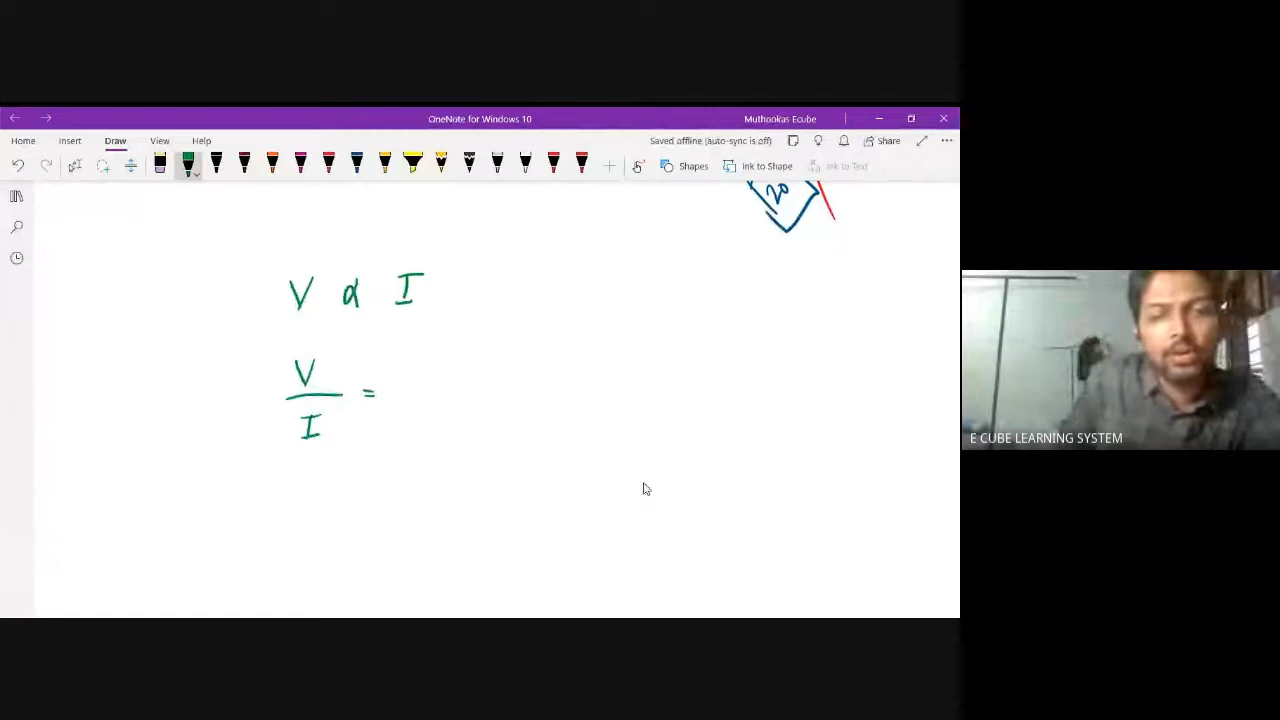 OneNote for Windows 10
Muthookas Ecube
Home Insert Draw View Help
Saved offline (auto-sync is off)
Share
Shapes
Ink to Shape
Ink to Text
20
V α I
V
I
=
E CUBE LEARNING SYSTEM